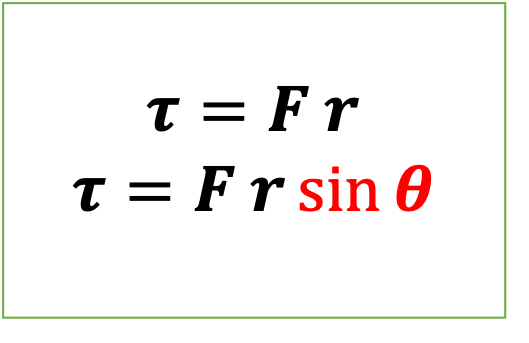 τ = F r
τ = F r sin θ